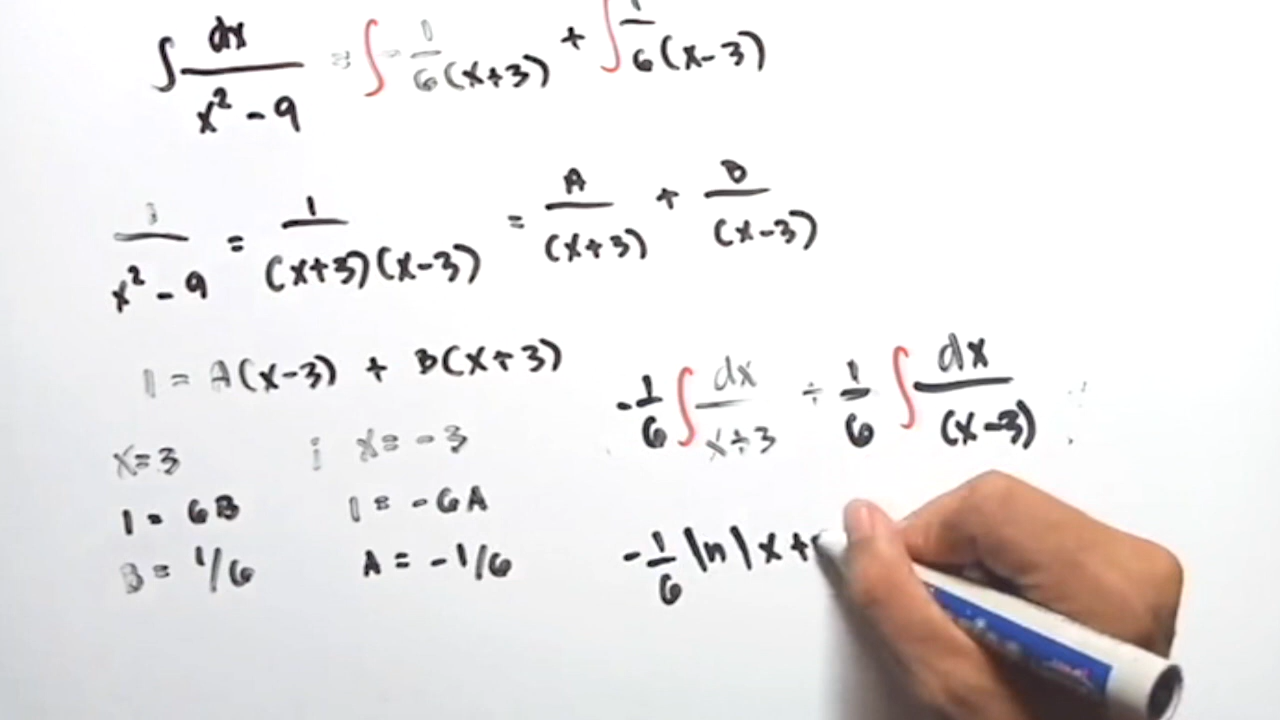 ∫ dx/(x² - 9) = ∫ -1/6(x+3) + ∫ 1/6(x-3)
1/(x² - 9) = 1/((x+3)(x-3)) = A/(x+3) + B/(x-3)
1 = A(x-3) + B(x+3)
x=3 ; x= -3
1 = 6B 1 = -6A
B = 1/6 A = -1/6
-1/6 ∫ dx/(x+3) + 1/6 ∫ dx/(x-3)
-1/6 ln|x+